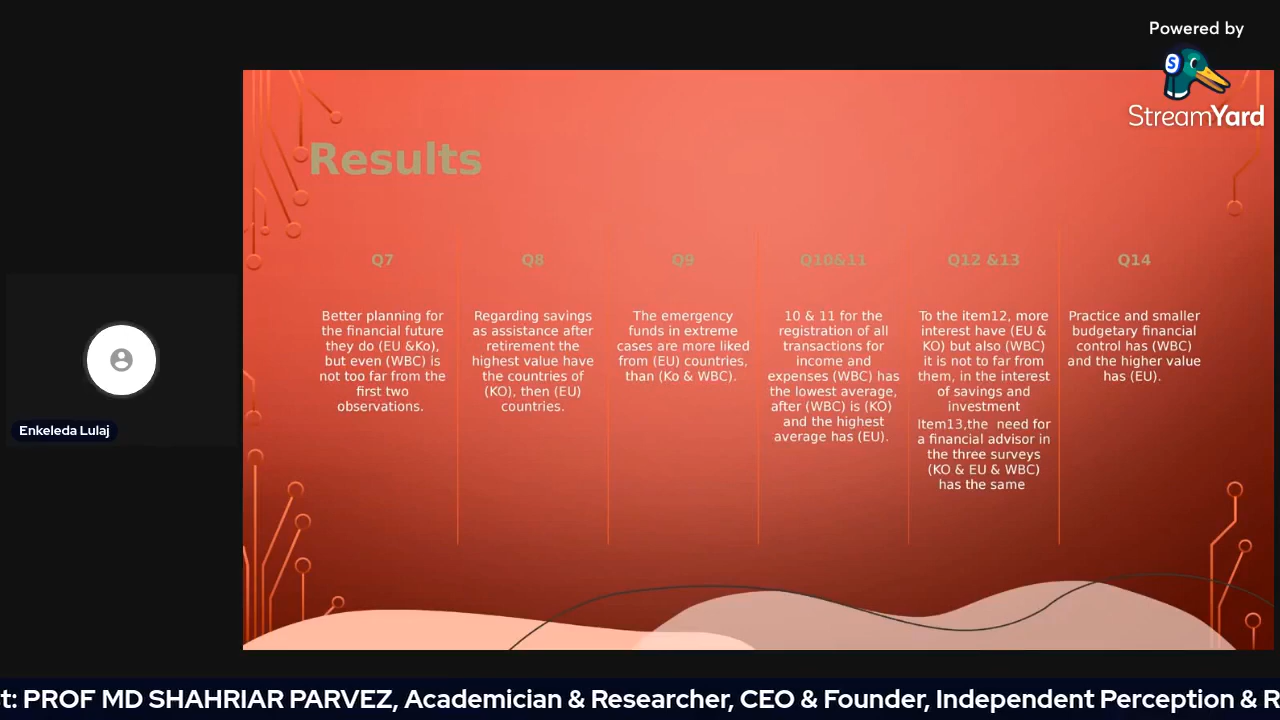 Powered by
StreamYard
Results
Q7
Better planning for
the financial future
they do (EU &Ko),
but even (WBC) is
not too far from the
first two
observations.
Q8
Regarding savings
as assistance after
retirement the
highest value have
the countries of
(KO), then (EU)
countries.
Q9
The emergency
funds in extreme
cases are more liked
from (EU) countries,
than (Ko & WBC).
Q10&11
10 & 11 for the
registration of all
transactions for
income and
expenses (WBC) has
the lowest average,
after (WBC) is (KO)
and the highest
average has (EU).
Q12 &13
To the item12, more
interest have (EU &
KO) but also (WBC)
it is not to far from
them, in the interest
of savings and
investment
Item13,the  need for
a financial advisor in
the three surveys
(KO & EU & WBC)
has the same
Q14
Practice and smaller
budgetary financial
control has (WBC)
and the higher value
has (EU).
Enkeleda Lulaj
t: PROF MD SHAHRIAR PARVEZ, Academician & Researcher, CEO & Founder, Independent Perception & R